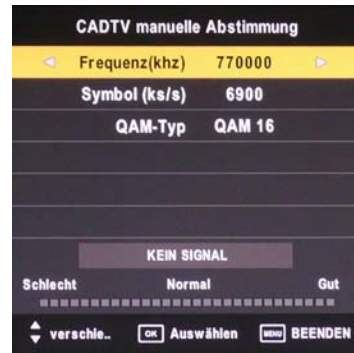 CADTV manuelle Abstimmung
Frequenz(khz) 770000
Symbol (ks/s) 6900
QAM-Typ QAM 16
KEIN SIGNAL
Schlecht Normal Gut
verschie.. OK Auswählen MENU BEENDEN